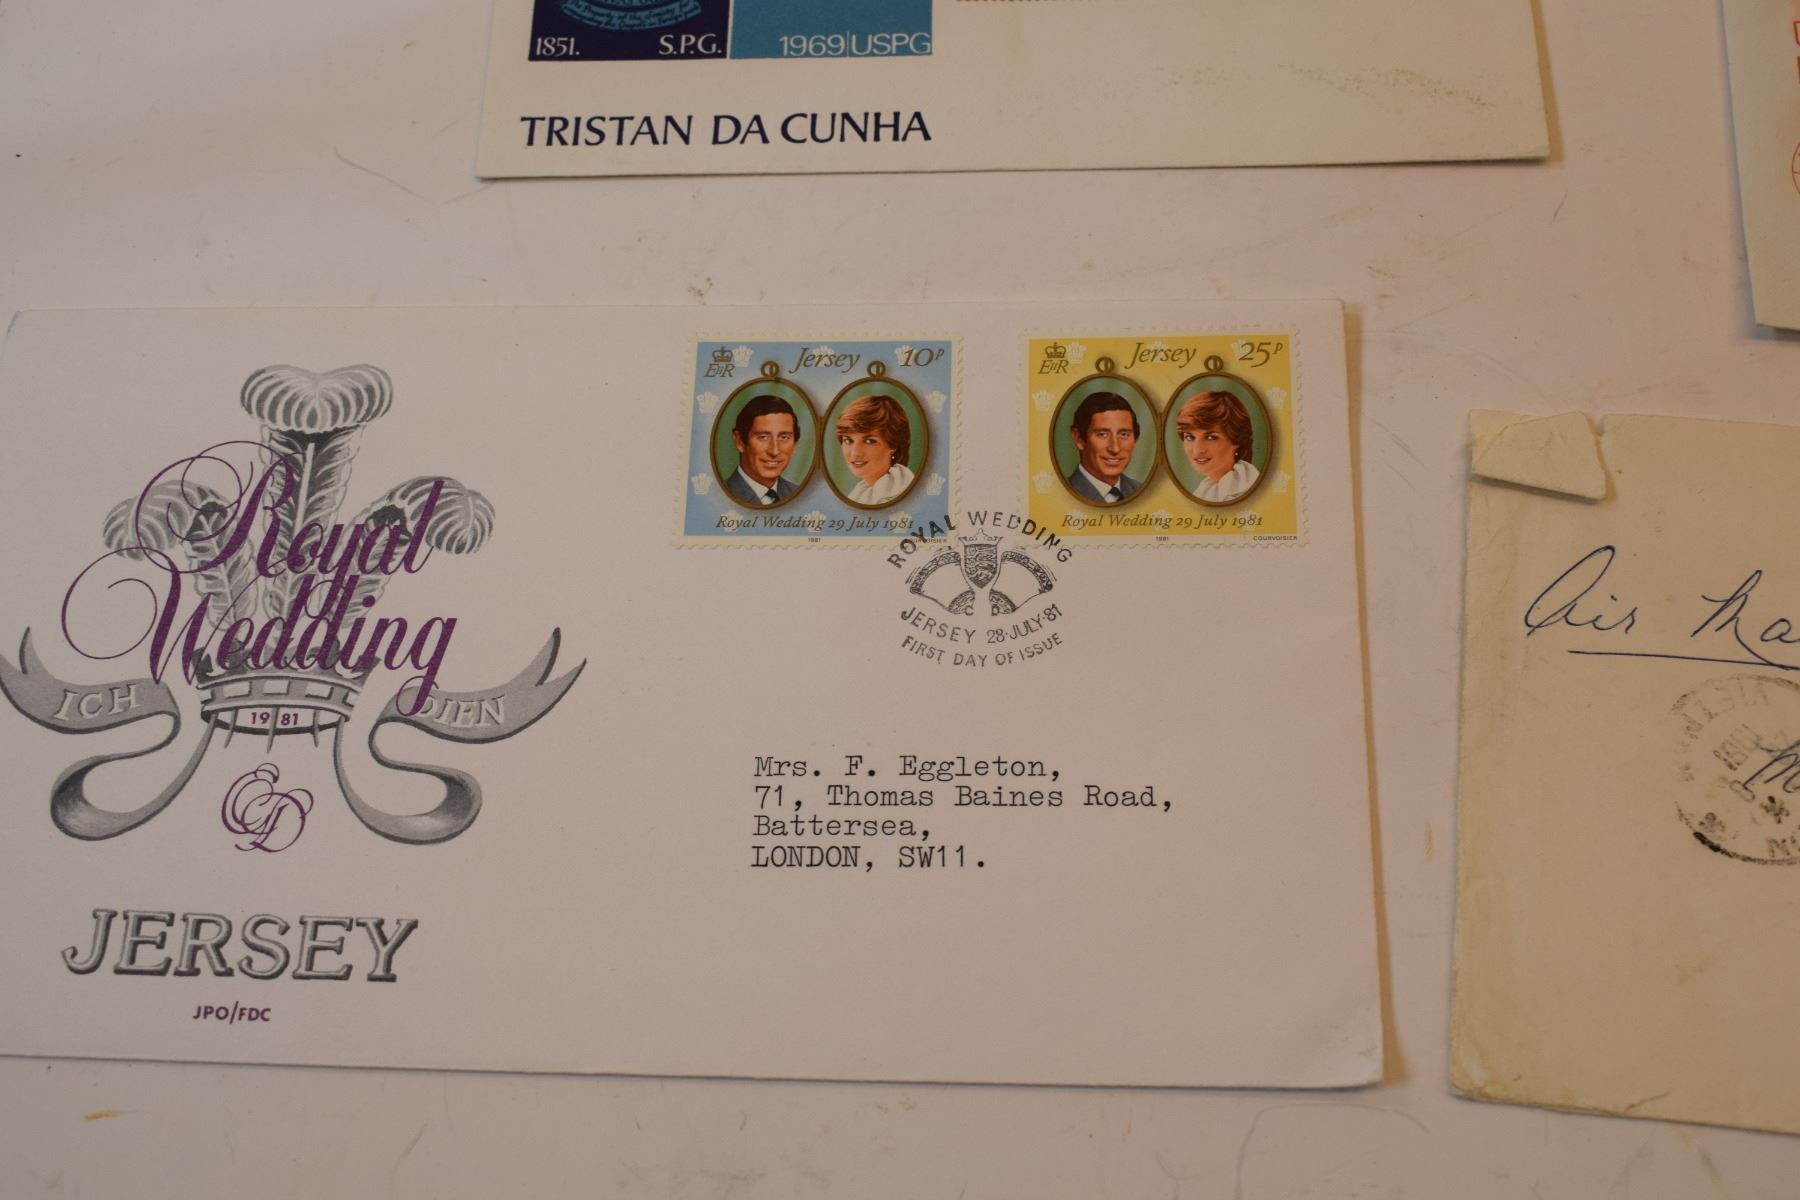 1851. S.P.G.
1969|USPG
TRISTAN DA CUNHA
Royal
Wedding
ICH DIEN
1981
JERSEY
JPO/FDC
EIIR Jersey 10P
Royal Wedding 29 July 1981
1981 COURVOISIER
EIIR Jersey 25P
Royal Wedding 29 July 1981
1981 COURVOISIER
ROYAL WEDDING
C D
JERSEY 28·JULY·81
FIRST DAY OF ISSUE
Mrs. F. Eggleton,
71, Thomas Baines Road,
Battersea,
LONDON, SW11.
Air